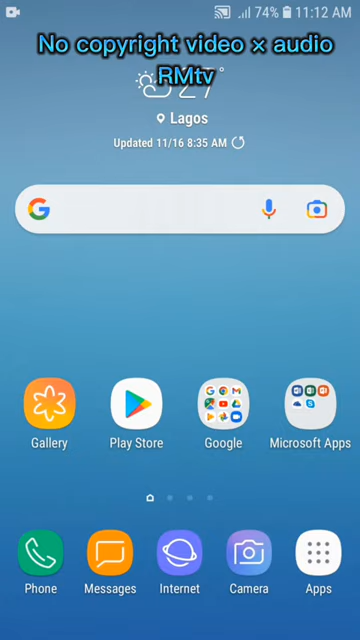 74% 11:12 AM
No copyright video × audio
RMtv
27°
Lagos
Updated 11/16 8:35 AM
Gallery Play Store Google Microsoft Apps
Phone Messages Internet Camera Apps